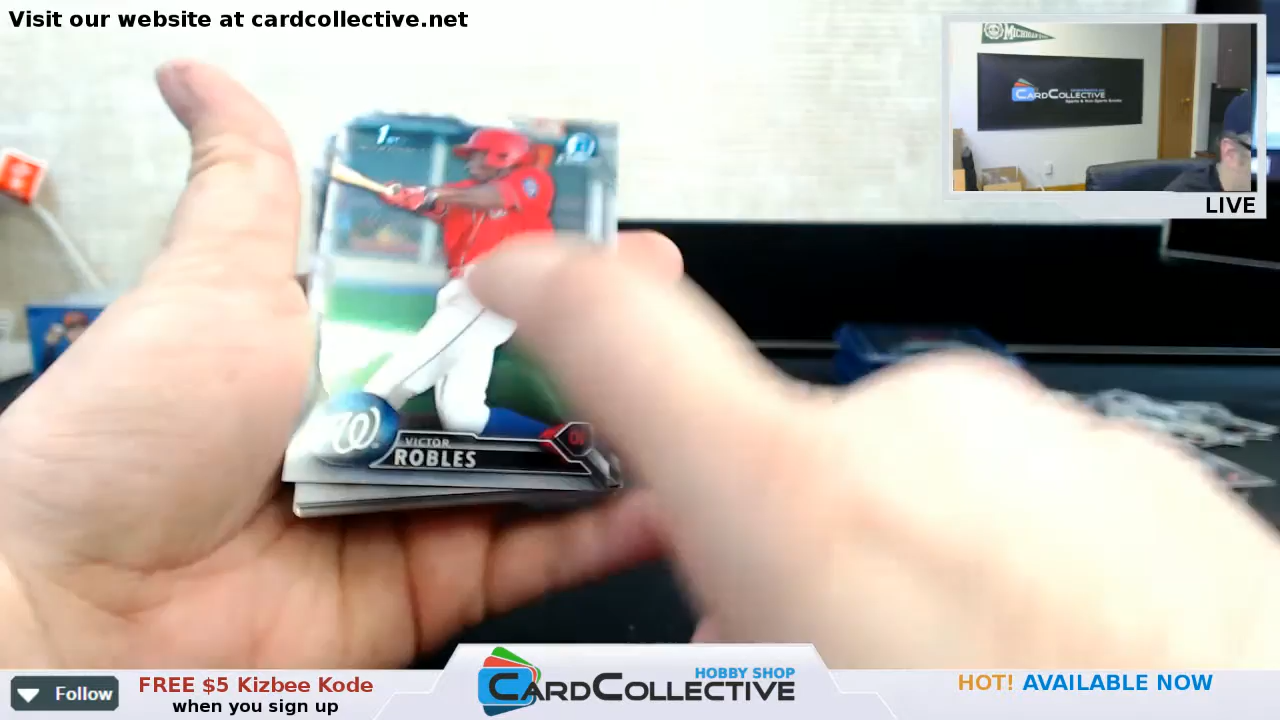 Visit our website at cardcollective.net
MICHIGAN
CARDCOLLECTIVE
LIVE
1ST
W
VICTOR
ROBLES
Follow
FREE $5 Kizbee Kode
when you sign up
HOBBY SHOP
CARDCOLLECTIVE
HOT! AVAILABLE NOW